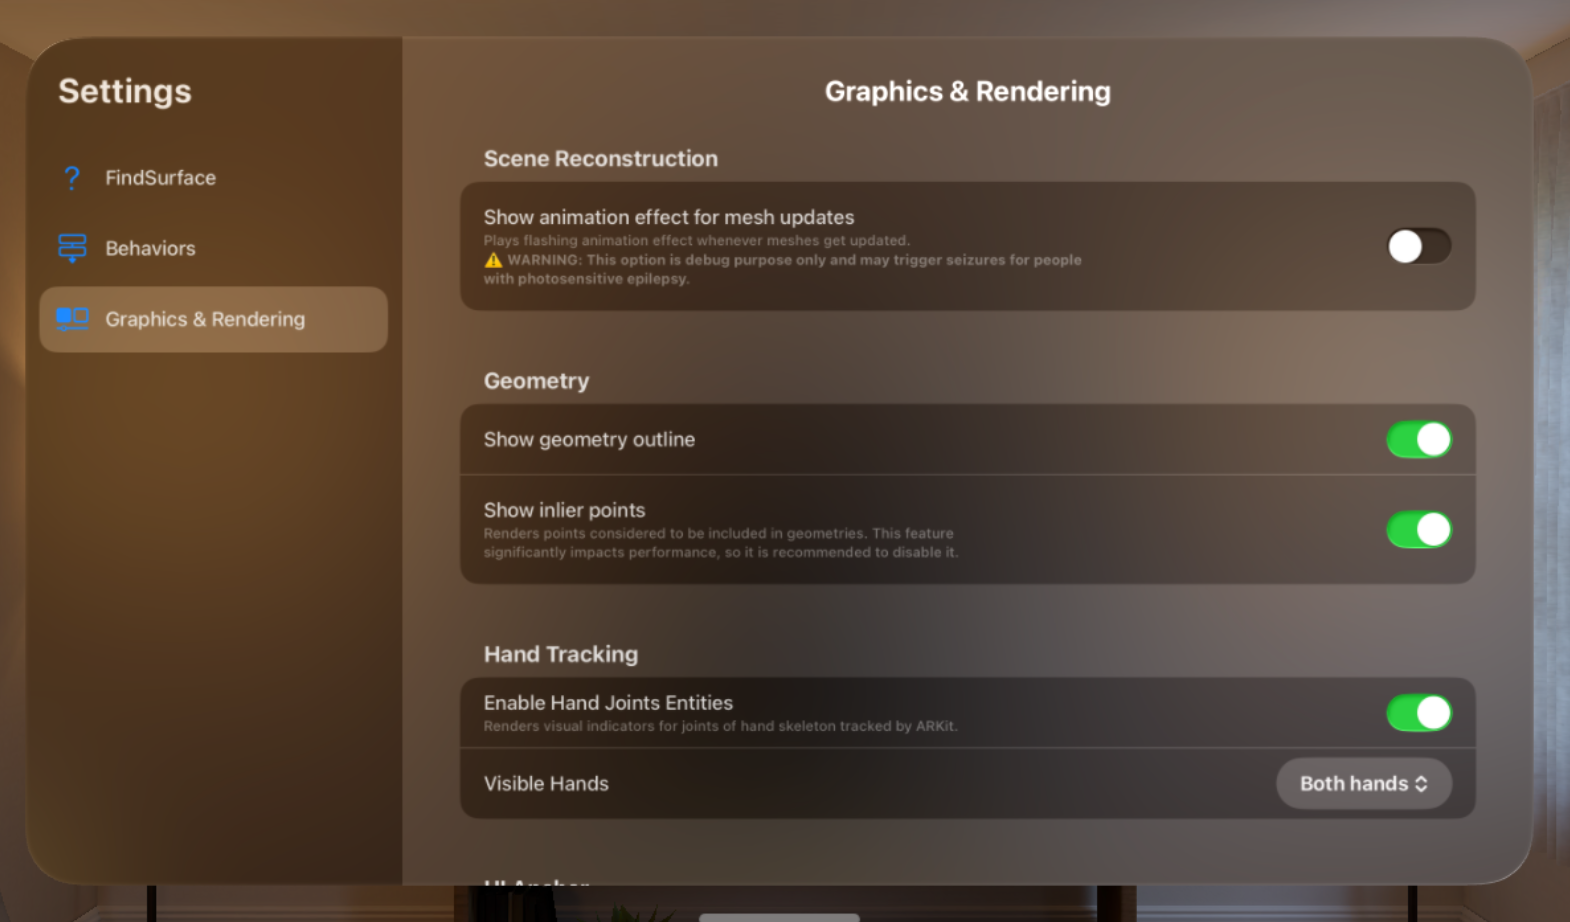 Settings
FindSurface
Behaviors
Graphics & Rendering
Graphics & Rendering
Scene Reconstruction
Show animation effect for mesh updates
Plays flashing animation effect whenever meshes get updated.
⚠️ WARNING: This option is debug purpose only and may trigger seizures for people
with photosensitive epilepsy.
Geometry
Show geometry outline
Show inlier points
Renders points considered to be included in geometries. This feature
significantly impacts performance, so it is recommended to disable it.
Hand Tracking
Enable Hand Joints Entities
Renders visual indicators for joints of hand skeleton tracked by ARKit.
Visible Hands
Both hands
UI Anchor